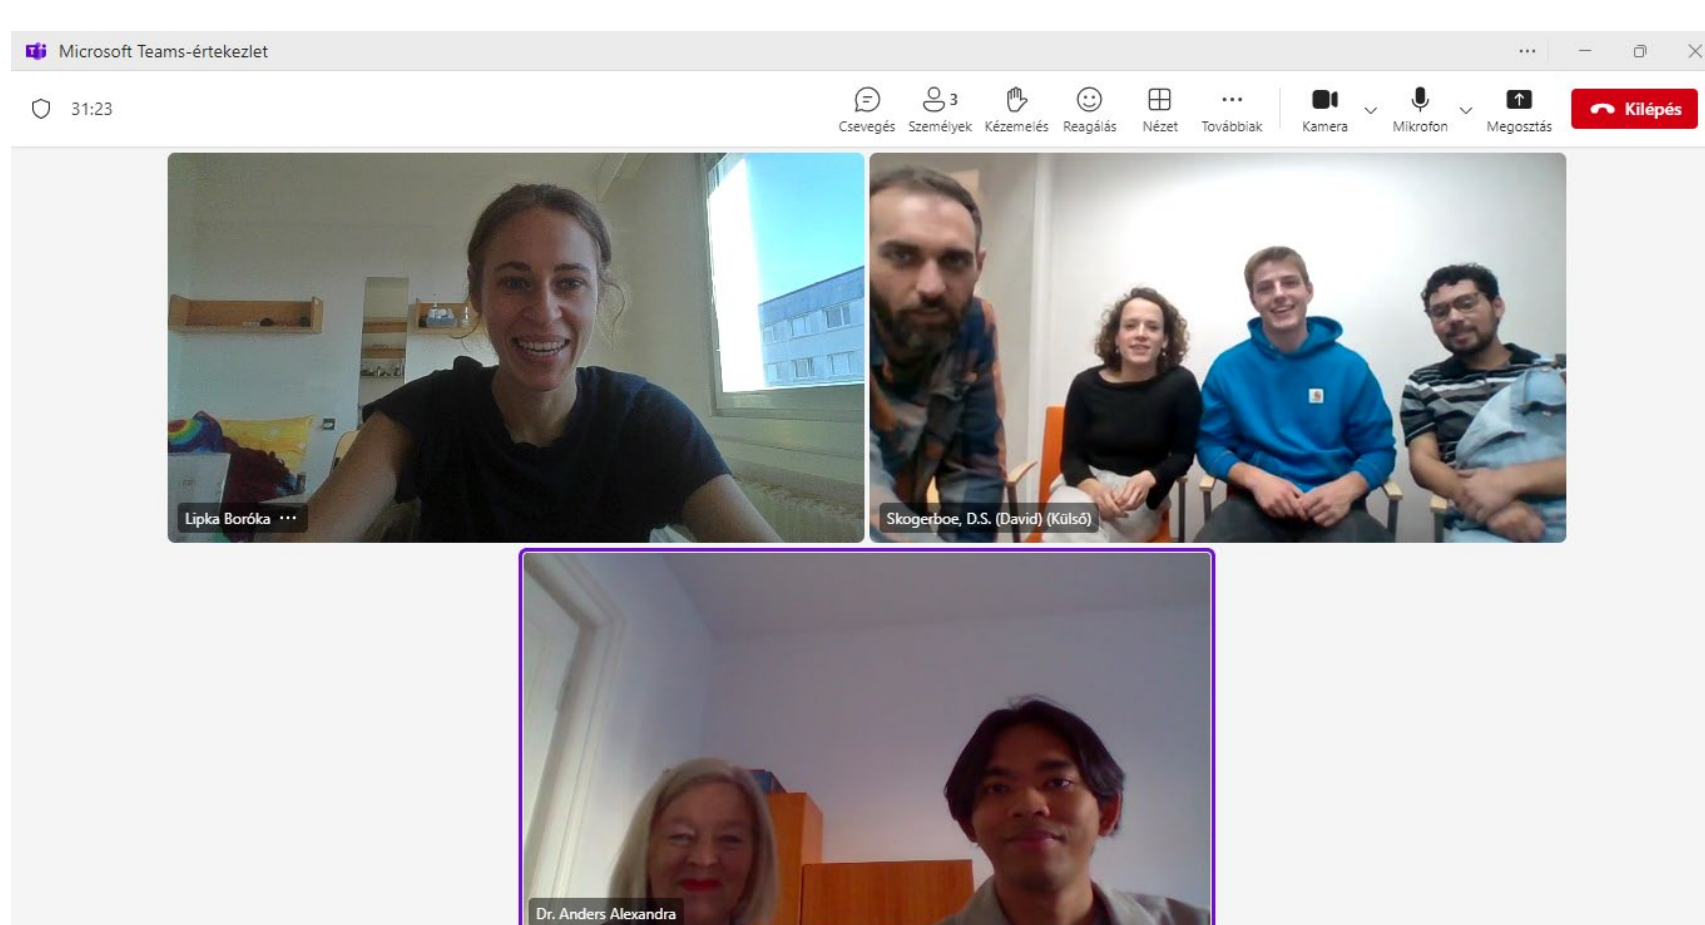 Microsoft Teams-értekezlet
31:23
3
Csevegés Személyek Kézemelés Reagálás Nézet Továbbiak Kamera Mikrofon Megosztás Kilépés
Lipka Boróka
Skogerboe, D.S. (David) (Külső)
Dr. Anders Alexandra